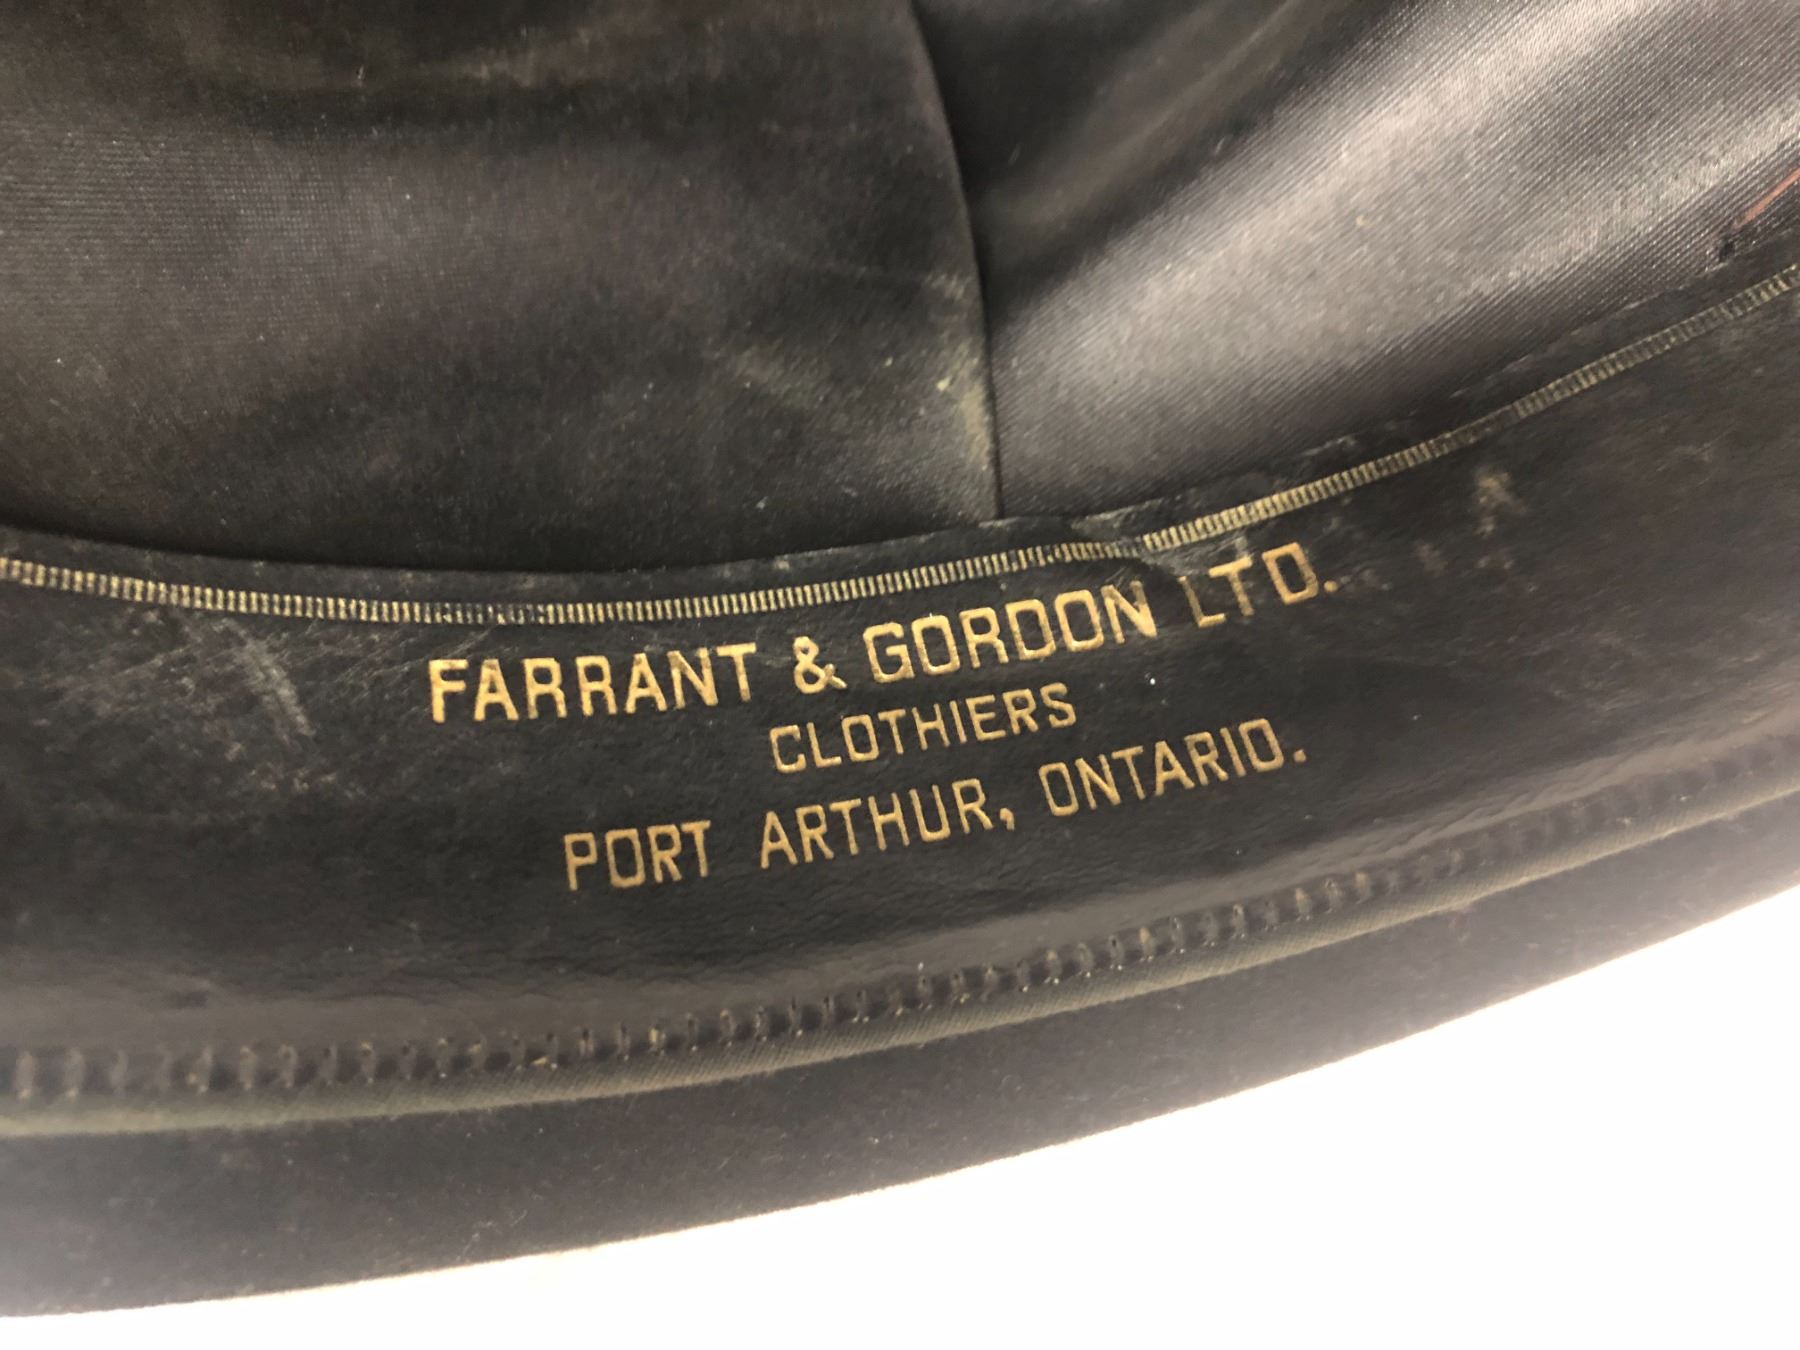 FARRANT & GORDON LTD.
CLOTHIERS
PORT ARTHUR, ONTARIO.